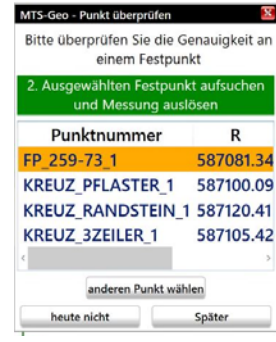 MTS-Geo - Punkt überprüfen
Bitte überprüfen Sie die Genauigkeit an
einem Festpunkt
2. Ausgewählten Festpunkt aufsuchen
und Messung auslösen
Punktnummer R
FP_259-73_1 587081.34
KREUZ_PFLASTER_1 587100.09
KREUZ_RANDSTEIN_1 587120.41
KREUZ_3ZEILER_1 587105.42
anderen Punkt wählen
heute nicht Später